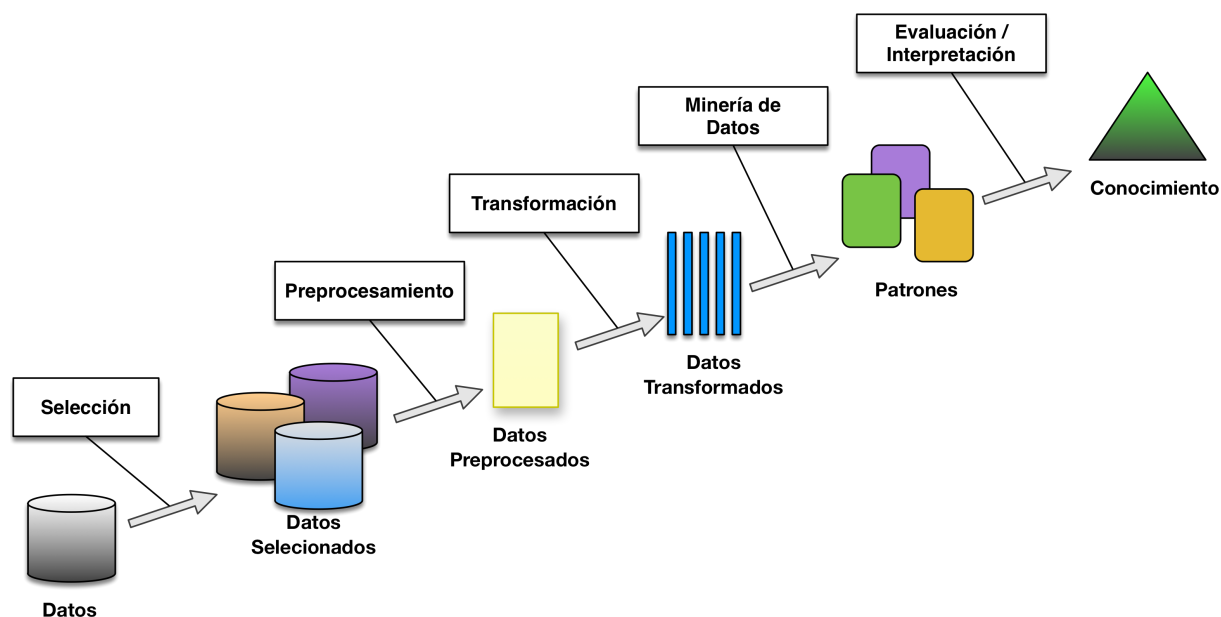 Evaluación /
Interpretación
Minería de
Datos
Conocimiento
Transformación
Patrones
Preprocesamiento
Datos
Transformados
Selección
Datos
Preprocesados
Datos
Selecionados
Datos